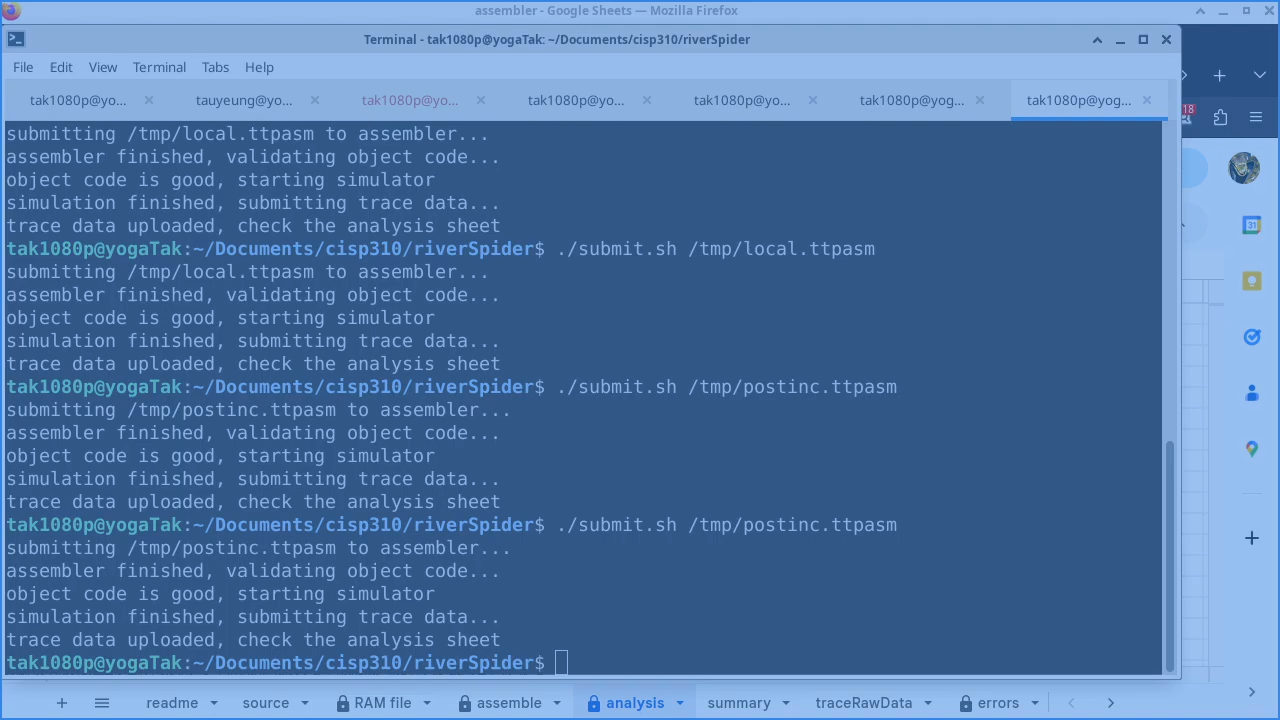 assembler - Google Sheets — Mozilla Firefox
Terminal - tak1080p@yogaTak: ~/Documents/cisp310/riverSpider
File Edit View Terminal Tabs Help
tak1080p@yo... tauyeung@yo... tak1080p@yo... tak1080p@yo... tak1080p@yo... tak1080p@yog... tak1080p@yog...
18
submitting /tmp/local.ttpasm to assembler...
assembler finished, validating object code...
object code is good, starting simulator
simulation finished, submitting trace data...
trace data uploaded, check the analysis sheet
tak1080p@yogaTak:~/Documents/cisp310/riverSpider$ ./submit.sh /tmp/local.ttpasm
submitting /tmp/local.ttpasm to assembler...
assembler finished, validating object code...
object code is good, starting simulator
simulation finished, submitting trace data...
trace data uploaded, check the analysis sheet
tak1080p@yogaTak:~/Documents/cisp310/riverSpider$ ./submit.sh /tmp/postinc.ttpasm
submitting /tmp/postinc.ttpasm to assembler...
assembler finished, validating object code...
object code is good, starting simulator
simulation finished, submitting trace data...
trace data uploaded, check the analysis sheet
tak1080p@yogaTak:~/Documents/cisp310/riverSpider$ ./submit.sh /tmp/postinc.ttpasm
submitting /tmp/postinc.ttpasm to assembler...
assembler finished, validating object code...
object code is good, starting simulator
simulation finished, submitting trace data...
trace data uploaded, check the analysis sheet
tak1080p@yogaTak:~/Documents/cisp310/riverSpider$
31
readme source RAM file assemble analysis summary traceRawData errors